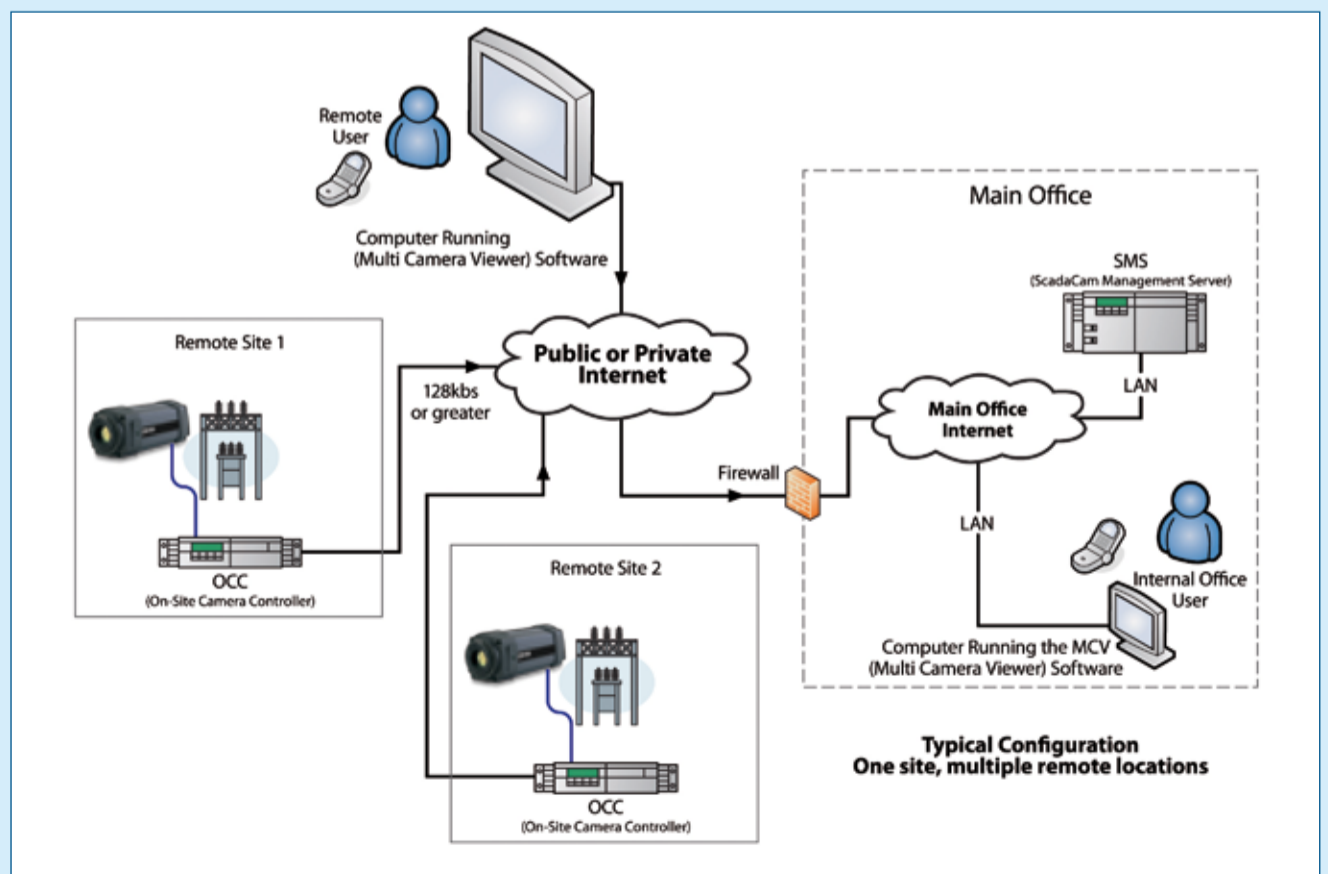 Remote
User
Computer Running
(Multi Camera Viewer) Software
Main Office
SMS
(ScadaCam Management Server)
Remote Site 1
128kbs
or greater
Public or Private
Internet
LAN
Main Office
Internet
Firewall
LAN
OCC
(On-Site Camera Controller)
Remote Site 2
Internal Office
User
Computer Running the MCV
(Multi Camera Viewer) Software
OCC
(On-Site Camera Controller)
Typical Configuration
One site, multiple remote locations